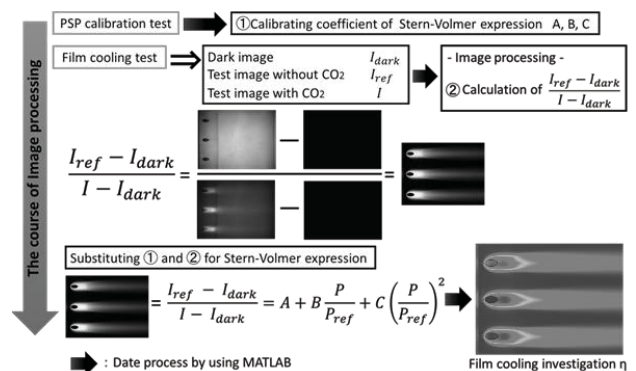 The course of Image processing
PSP calibration test
①Calibrating coefficient of Stern-Volmer expression A, B, C
Film cooling test
Dark image I_dark
Test image without CO₂ I_ref
Test image with CO₂ I
- Image processing -
② Calculation of (I_ref − I_dark) / (I − I_dark)
(I_ref − I_dark) / (I − I_dark) = — / — =
Substituting ① and ② for Stern-Volmer expression
= (I_ref − I_dark) / (I − I_dark) = A + B P/P_ref + C (P/P_ref)²
: Date process by using MATLAB
Film cooling investigation η